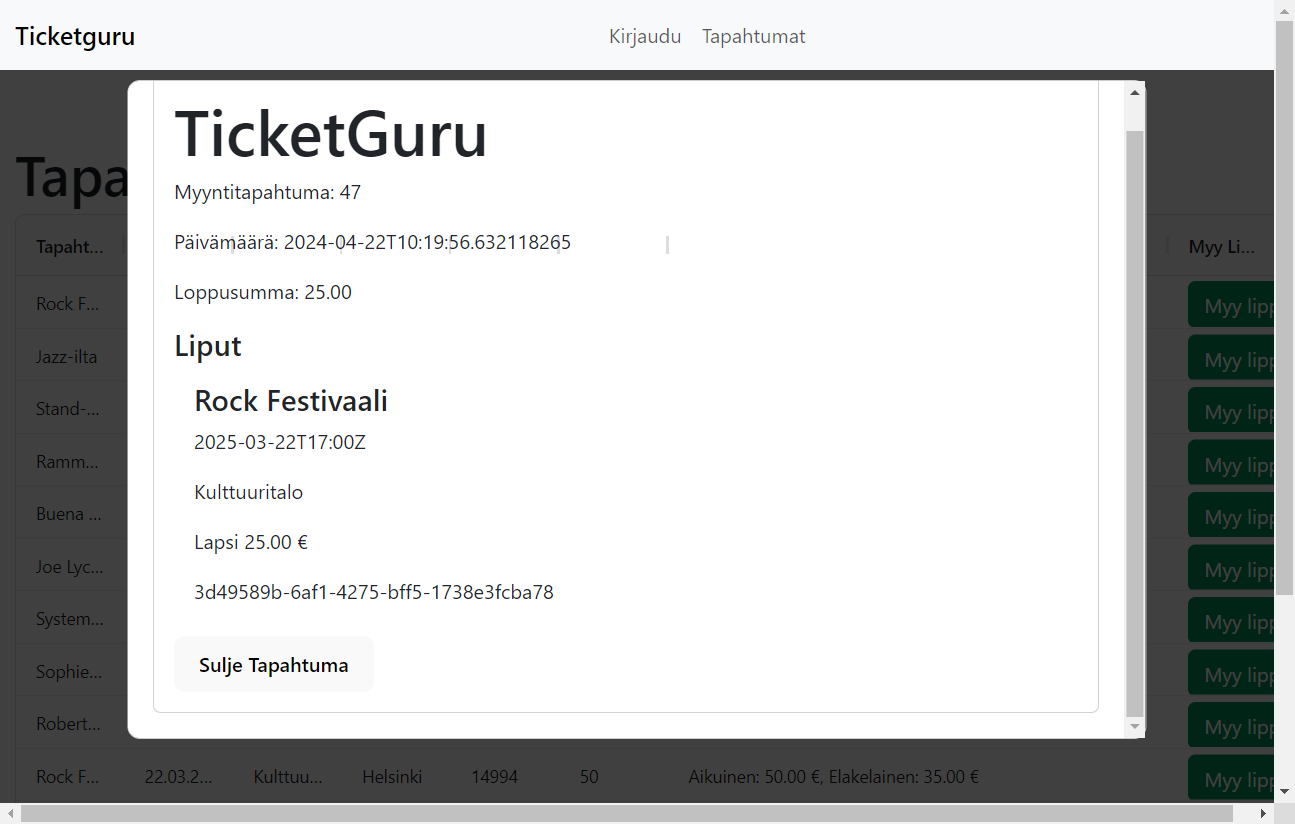 Ticketguru Kirjaudu Tapahtumat
TicketGuru
Myyntitapahtuma: 47
Päivämäärä: 2024-04-22T10:19:56.632118265
Loppusumma: 25.00
Liput
Rock Festivaali
2025-03-22T17:00Z
Kulttuuritalo
Lapsi 25.00 €
3d49589b-6af1-4275-bff5-1738e3fcba78
Sulje Tapahtuma
Tapa
Tapaht... Myy Li...
Rock F... Myy lipp
Jazz-ilta Myy lipp
Stand-... Myy lipp
Ramm... Myy lipp
Buena ... Myy lipp
Joe Lyc... Myy lipp
System... Myy lipp
Sophie... Myy lipp
Robert... Myy lipp
Rock F... 22.03.2... Kulttuu... Helsinki 14994 50 Aikuinen: 50.00 €, Elakelainen: 35.00 € Myy lipp